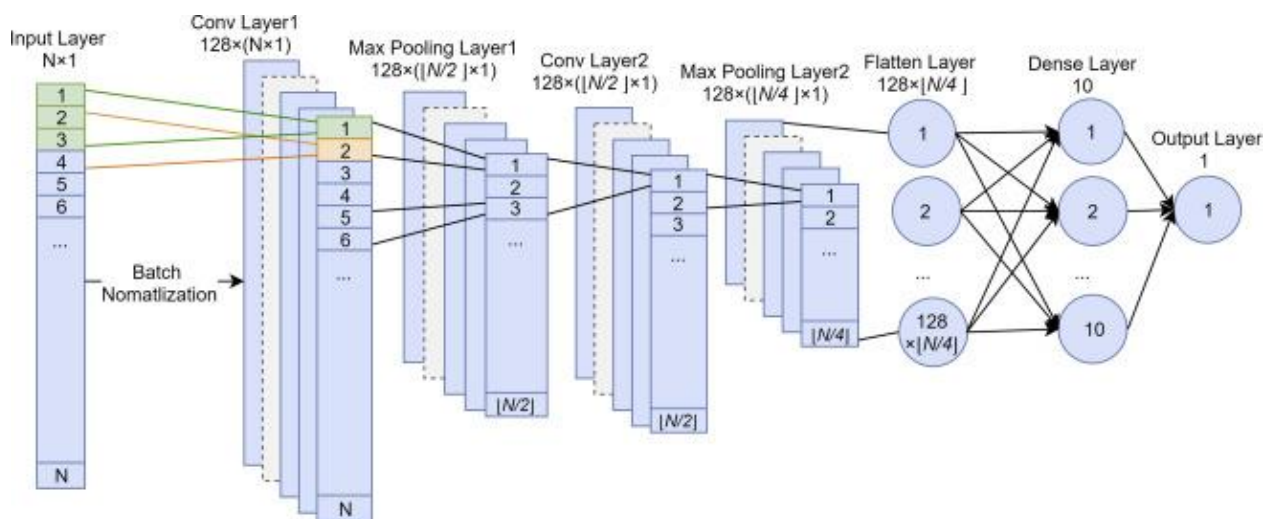 Input Layer
N×1
1
2
3
4
5
6
...
N
Batch
Nomatlization
Conv Layer1
128×(N×1)
1
2
3
4
5
6
...
N
Max Pooling Layer1
128×(⌊N/2⌋×1)
1
2
3
...
⌊N/2⌋
Conv Layer2
128×(⌊N/2⌋×1)
1
2
3
...
⌊N/2⌋
Max Pooling Layer2
128×(⌊N/4⌋×1)
1
2
...
⌊N/4⌋
Flatten Layer
128×⌊N/4⌋
1
2
...
128
×⌊N/4⌋
Dense Layer
10
1
2
...
10
Output Layer
1
1